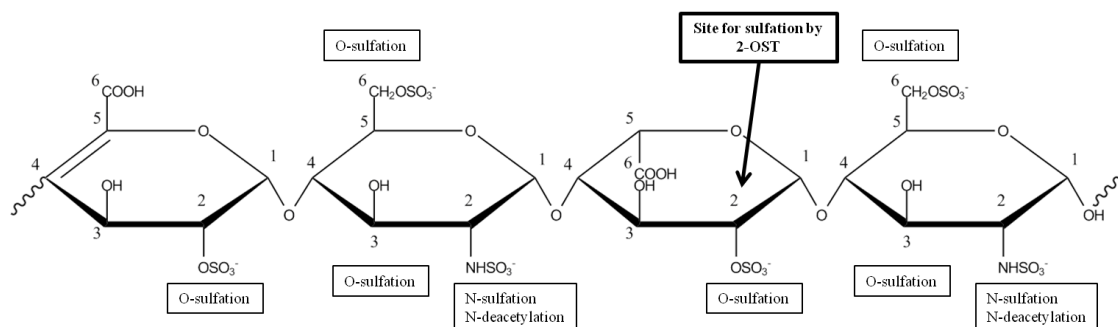 Site for sulfation by
2-OST
O-sulfation
O-sulfation
6
COOH
5
O
4
OH
3
2
1
OSO₃⁻
O-sulfation
O
6
CH₂OSO₃⁻
5
O
4
OH
3
2
1
NHSO₃⁻
O-sulfation
N-sulfation
N-deacetylation
O
5
O
6
COOH
4
OH
3
2
1
OSO₃⁻
O-sulfation
O
6
CH₂OSO₃⁻
5
O
4
OH
3
2
1
OH
NHSO₃⁻
O-sulfation
N-sulfation
N-deacetylation